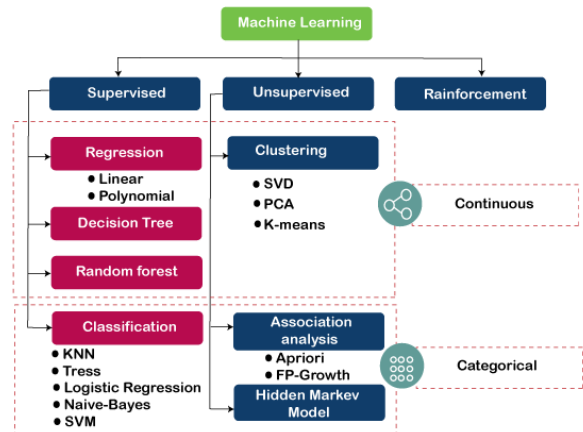 Machine Learning
Supervised
Unsupervised
Rainforcement
Regression
● Linear
● Polynomial
Decision Tree
Random forest
Clustering
● SVD
● PCA
● K-means
Continuous
Classification
● KNN
● Tress
● Logistic Regression
● Naive-Bayes
● SVM
Association
analysis
● Apriori
● FP-Growth
Hidden Markev
Model
Categorical